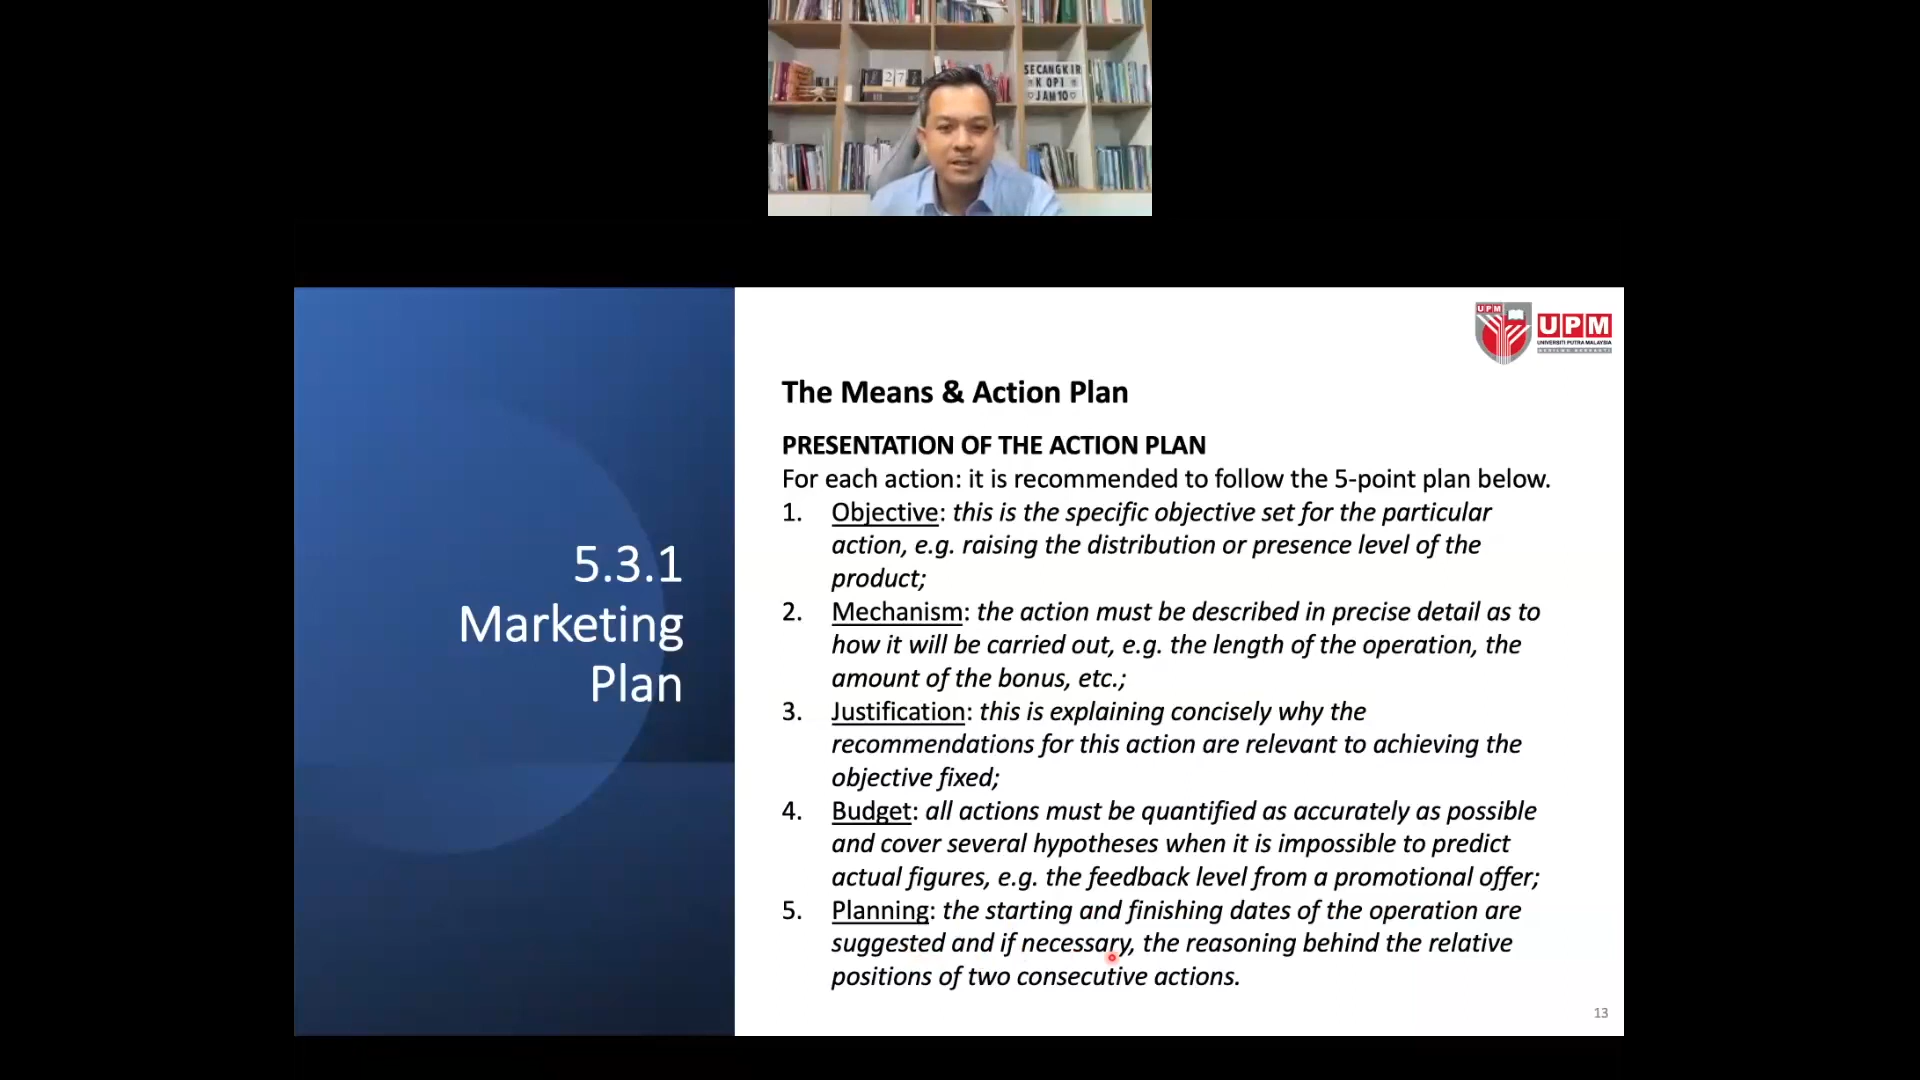 27
SECANGKIR
KOPI
JAM10
UPM
UPM
UNIVERSITI PUTRA MALAYSIA
The Means & Action Plan
PRESENTATION OF THE ACTION PLAN
For each action: it is recommended to follow the 5-point plan below.
1. Objective: this is the specific objective set for the particular
action, e.g. raising the distribution or presence level of the
product;
2. Mechanism: the action must be described in precise detail as to
how it will be carried out, e.g. the length of the operation, the
amount of the bonus, etc.;
3. Justification: this is explaining concisely why the
recommendations for this action are relevant to achieving the
objective fixed;
4. Budget: all actions must be quantified as accurately as possible
and cover several hypotheses when it is impossible to predict
actual figures, e.g. the feedback level from a promotional offer;
5. Planning: the starting and finishing dates of the operation are
suggested and if necessary, the reasoning behind the relative
positions of two consecutive actions.
5.3.1
Marketing
Plan
13